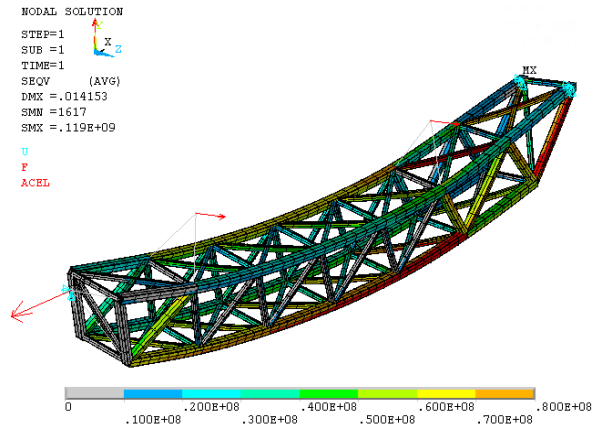 NODAL SOLUTION
STEP=1
SUB =1
TIME=1
SEQV (AVG)
DMX =.014153
SMN =1617
SMX =.119E+09
U
F
ACEL
Y
X
Z
MX
0
.100E+08
.200E+08
.300E+08
.400E+08
.500E+08
.600E+08
.700E+08
.800E+08